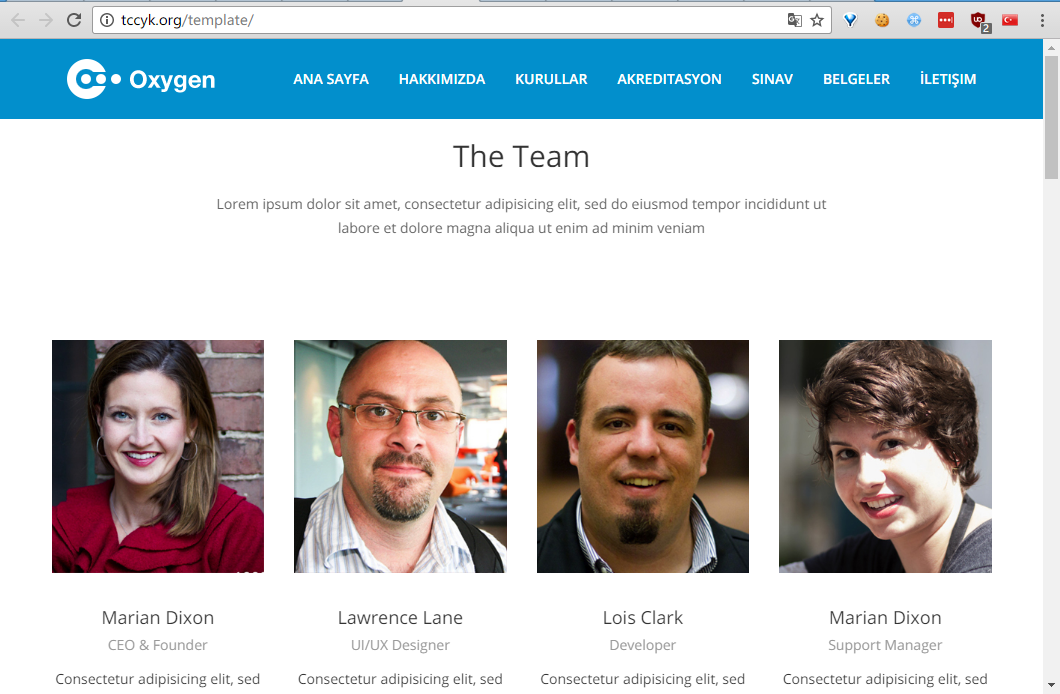 tccyk.org/template/
2
Oxygen
ANA SAYFA HAKKIMIZDA KURULLAR AKREDITASYON SINAV BELGELER İLETIŞIM
The Team
Lorem ipsum dolor sit amet, consectetur adipisicing elit, sed do eiusmod tempor incididunt ut
labore et dolore magna aliqua ut enim ad minim veniam
Marian Dixon
CEO & Founder
Consectetur adipisicing elit, sed
Lawrence Lane
UI/UX Designer
Consectetur adipisicing elit, sed
Lois Clark
Developer
Consectetur adipisicing elit, sed
Marian Dixon
Support Manager
Consectetur adipisicing elit, sed